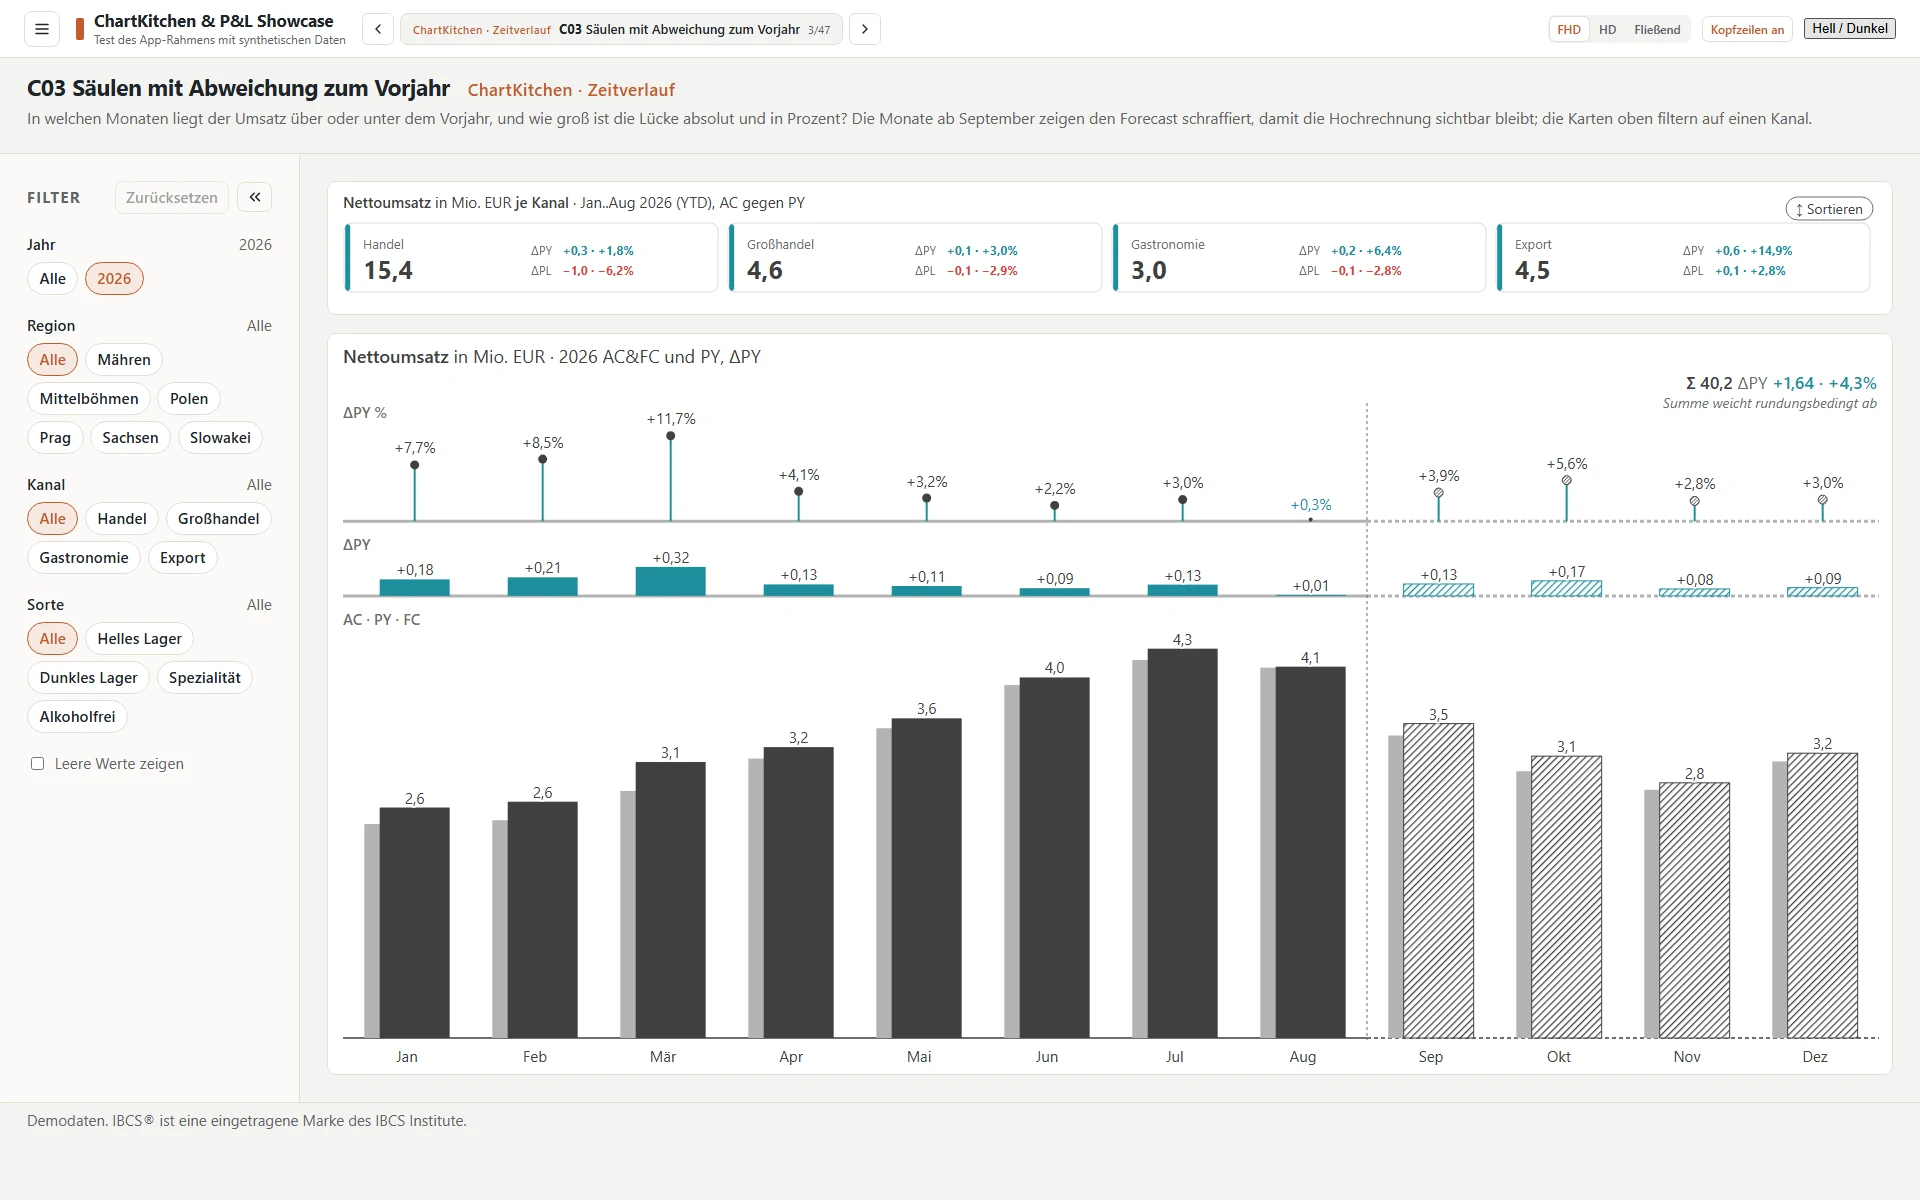 ChartKitchen & P&L Showcase
Test des App-Rahmens mit synthetischen Daten
ChartKitchen · Zeitverlauf C03 Säulen mit Abweichung zum Vorjahr 3/47
FHD HD Fließend Kopfzeilen an Hell / Dunkel
C03 Säulen mit Abweichung zum Vorjahr ChartKitchen · Zeitverlauf
In welchen Monaten liegt der Umsatz über oder unter dem Vorjahr, und wie groß ist die Lücke absolut und in Prozent? Die Monate ab September zeigen den Forecast schraffiert, damit die Hochrechnung sichtbar bleibt; die Karten oben filtern auf einen Kanal.
FILTER Zurücksetzen «
Jahr 2026
Alle 2026
Region Alle
Alle Mähren
Mittelböhmen Polen
Prag Sachsen Slowakei
Kanal Alle
Alle Handel Großhandel
Gastronomie Export
Sorte Alle
Alle Helles Lager
Dunkles Lager Spezialität
Alkoholfrei
Leere Werte zeigen
Nettoumsatz in Mio. EUR je Kanal · Jan..Aug 2026 (YTD), AC gegen PY
↕ Sortieren
Handel
15,4
ΔPY +0,3 · +1,8%
ΔPL −1,0 · −6,2%
Großhandel
4,6
ΔPY +0,1 · +3,0%
ΔPL −0,1 · −2,9%
Gastronomie
3,0
ΔPY +0,2 · +6,4%
ΔPL −0,1 · −2,8%
Export
4,5
ΔPY +0,6 · +14,9%
ΔPL +0,1 · +2,8%
Nettoumsatz in Mio. EUR · 2026 AC&FC und PY, ΔPY
Σ 40,2 ΔPY +1,64 · +4,3%
Summe weicht rundungsbedingt ab
ΔPY %
+7,7% +8,5% +11,7% +4,1% +3,2% +2,2% +3,0% +0,3% +3,9% +5,6% +2,8% +3,0%
ΔPY
+0,18 +0,21 +0,32 +0,13 +0,11 +0,09 +0,13 +0,01 +0,13 +0,17 +0,08 +0,09
AC · PY · FC
2,6 2,6 3,1 3,2 3,6 4,0 4,3 4,1 3,5 3,1 2,8 3,2
Jan Feb Mär Apr Mai Jun Jul Aug Sep Okt Nov Dez
Demodaten. IBCS® ist eine eingetragene Marke des IBCS Institute.